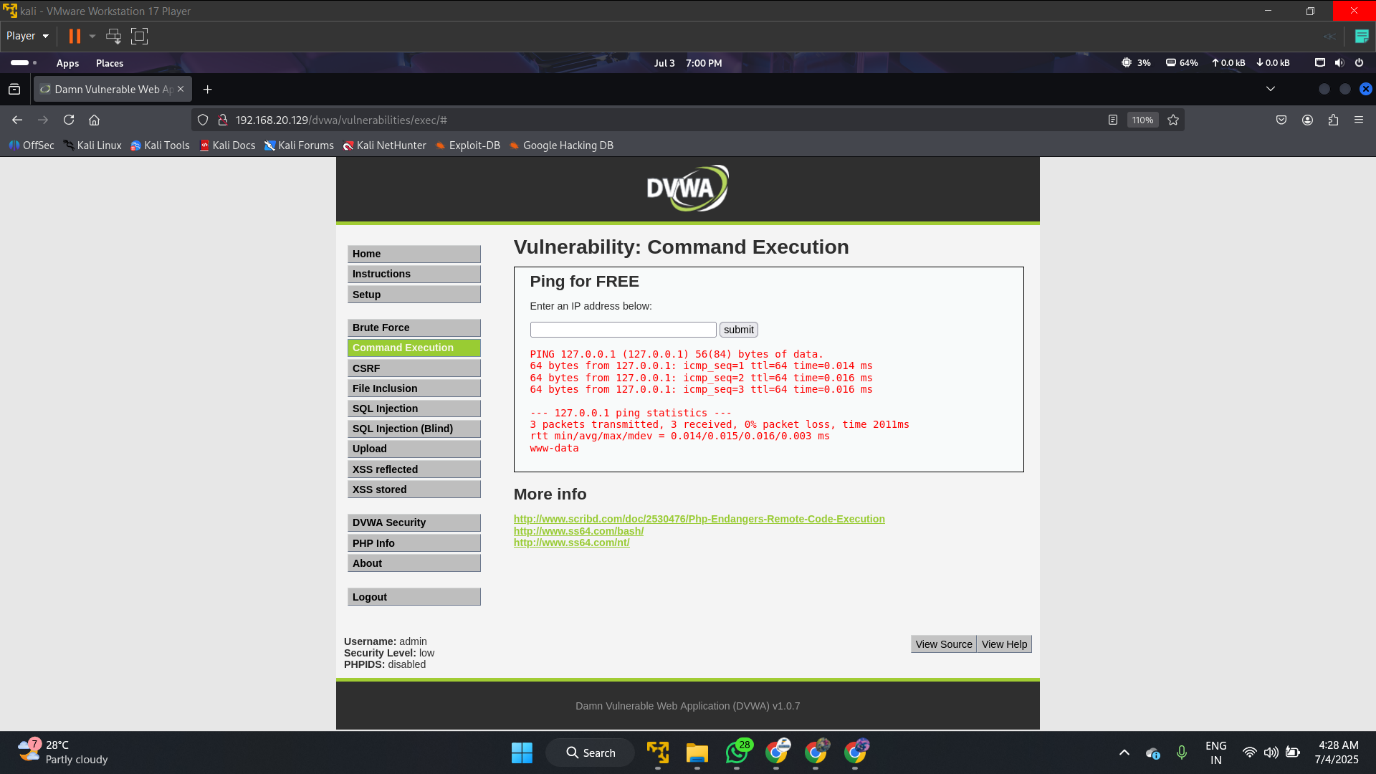 kali - VMware Workstation 17 Player
Player
Apps Places Jul 3 7:00 PM 3% 64% 0.0 kB 0.0 kB
Damn Vulnerable Web Ap
192.168.20.129/dvwa/vulnerabilities/exec/# 110%
OffSec Kali Linux Kali Tools Kali Docs Kali Forums Kali NetHunter Exploit-DB Google Hacking DB
DVWA
Home
Instructions
Setup
Brute Force
Command Execution
CSRF
File Inclusion
SQL Injection
SQL Injection (Blind)
Upload
XSS reflected
XSS stored
DVWA Security
PHP Info
About
Logout
Vulnerability: Command Execution
Ping for FREE
Enter an IP address below:
submit
PING 127.0.0.1 (127.0.0.1) 56(84) bytes of data.
64 bytes from 127.0.0.1: icmp_seq=1 ttl=64 time=0.014 ms
64 bytes from 127.0.0.1: icmp_seq=2 ttl=64 time=0.016 ms
64 bytes from 127.0.0.1: icmp_seq=3 ttl=64 time=0.016 ms
--- 127.0.0.1 ping statistics ---
3 packets transmitted, 3 received, 0% packet loss, time 2011ms
rtt min/avg/max/mdev = 0.014/0.015/0.016/0.003 ms
www-data
More info
http://www.scribd.com/doc/2530476/Php-Endangers-Remote-Code-Execution
http://www.ss64.com/bash/
http://www.ss64.com/nt/
Username: admin
Security Level: low
PHPIDS: disabled
View Source View Help
Damn Vulnerable Web Application (DVWA) v1.0.7
7 28°C
Partly cloudy
Search
28
ENG
IN
4:28 AM
7/4/2025